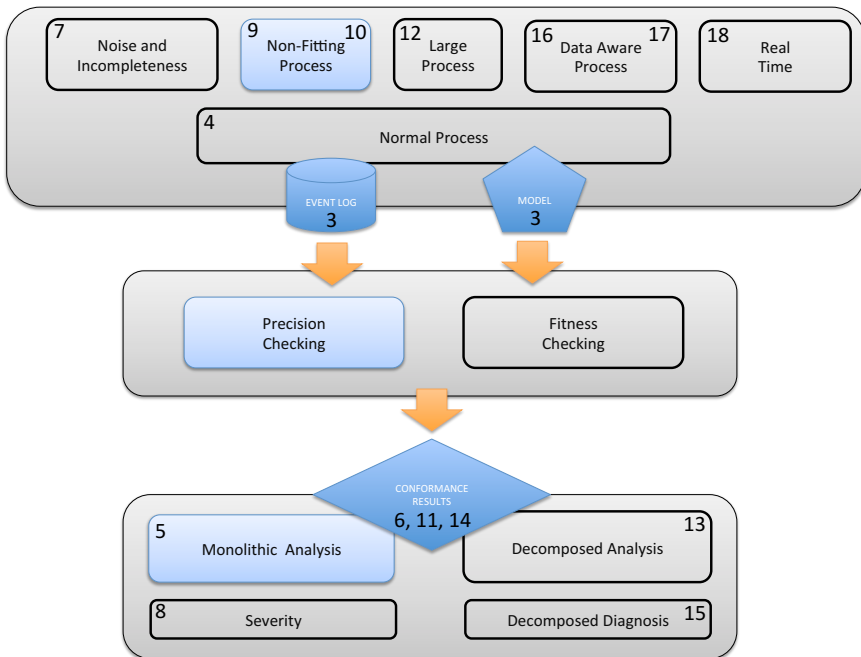 7
Noise and
Incompleteness
9
10
Non-Fitting
Process
12
Large
Process
16
17
Data Aware
Process
18
Real
Time
4
Normal Process
EVENT LOG
3
MODEL
3
Precision
Checking
Fitness
Checking
CONFORMANCE
RESULTS
6, 11, 14
5
Monolithic Analysis
13
Decomposed Analysis
8
Severity
15
Decomposed Diagnosis